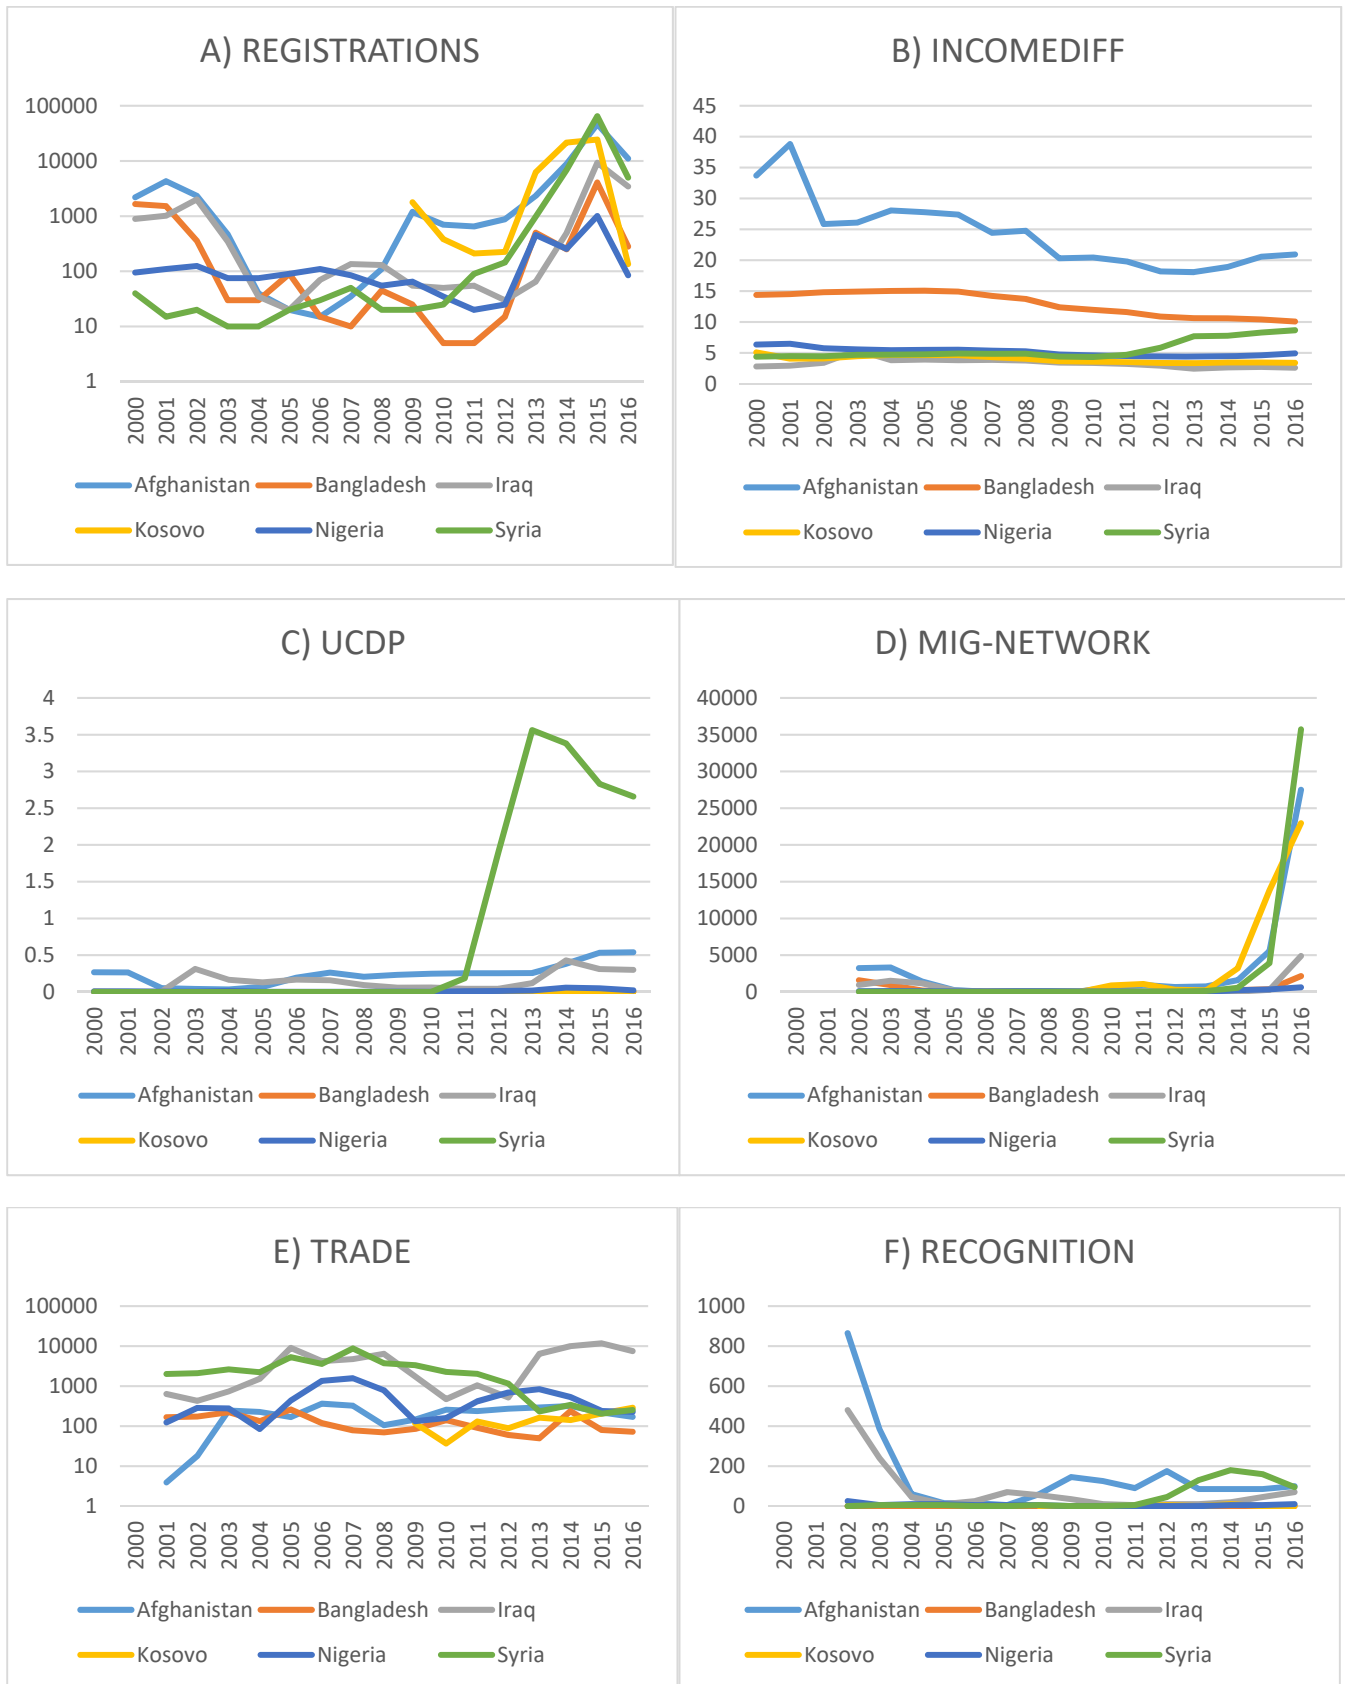 A) REGISTRATIONS
100000
10000
1000
100
10
1
2000 2001 2002 2003 2004 2005 2006 2007 2008 2009 2010 2011 2012 2013 2014 2015 2016
Afghanistan Bangladesh Iraq
Kosovo Nigeria Syria
B) INCOMEDIFF
45
40
35
30
25
20
15
10
5
0
2000 2001 2002 2003 2004 2005 2006 2007 2008 2009 2010 2011 2012 2013 2014 2015 2016
Afghanistan Bangladesh Iraq
Kosovo Nigeria Syria
C) UCDP
4
3.5
3
2.5
2
1.5
1
0.5
0
2000 2001 2002 2003 2004 2005 2006 2007 2008 2009 2010 2011 2012 2013 2014 2015 2016
Afghanistan Bangladesh Iraq
Kosovo Nigeria Syria
D) MIG-NETWORK
40000
35000
30000
25000
20000
15000
10000
5000
0
2000 2001 2002 2003 2004 2005 2006 2007 2008 2009 2010 2011 2012 2013 2014 2015 2016
Afghanistan Bangladesh Iraq
Kosovo Nigeria Syria
E) TRADE
100000
10000
1000
100
10
1
2000 2001 2002 2003 2004 2005 2006 2007 2008 2009 2010 2011 2012 2013 2014 2015 2016
Afghanistan Bangladesh Iraq
Kosovo Nigeria Syria
F) RECOGNITION
1000
800
600
400
200
0
2000 2001 2002 2003 2004 2005 2006 2007 2008 2009 2010 2011 2012 2013 2014 2015 2016
Afghanistan Bangladesh Iraq
Kosovo Nigeria Syria